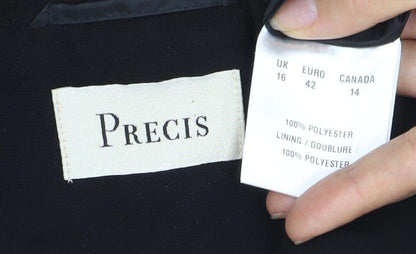 PRECIS
UK EURO CANADA
16 42 14
100% POLYESTER
LINING / DOUBLURE :
100% POLYESTER